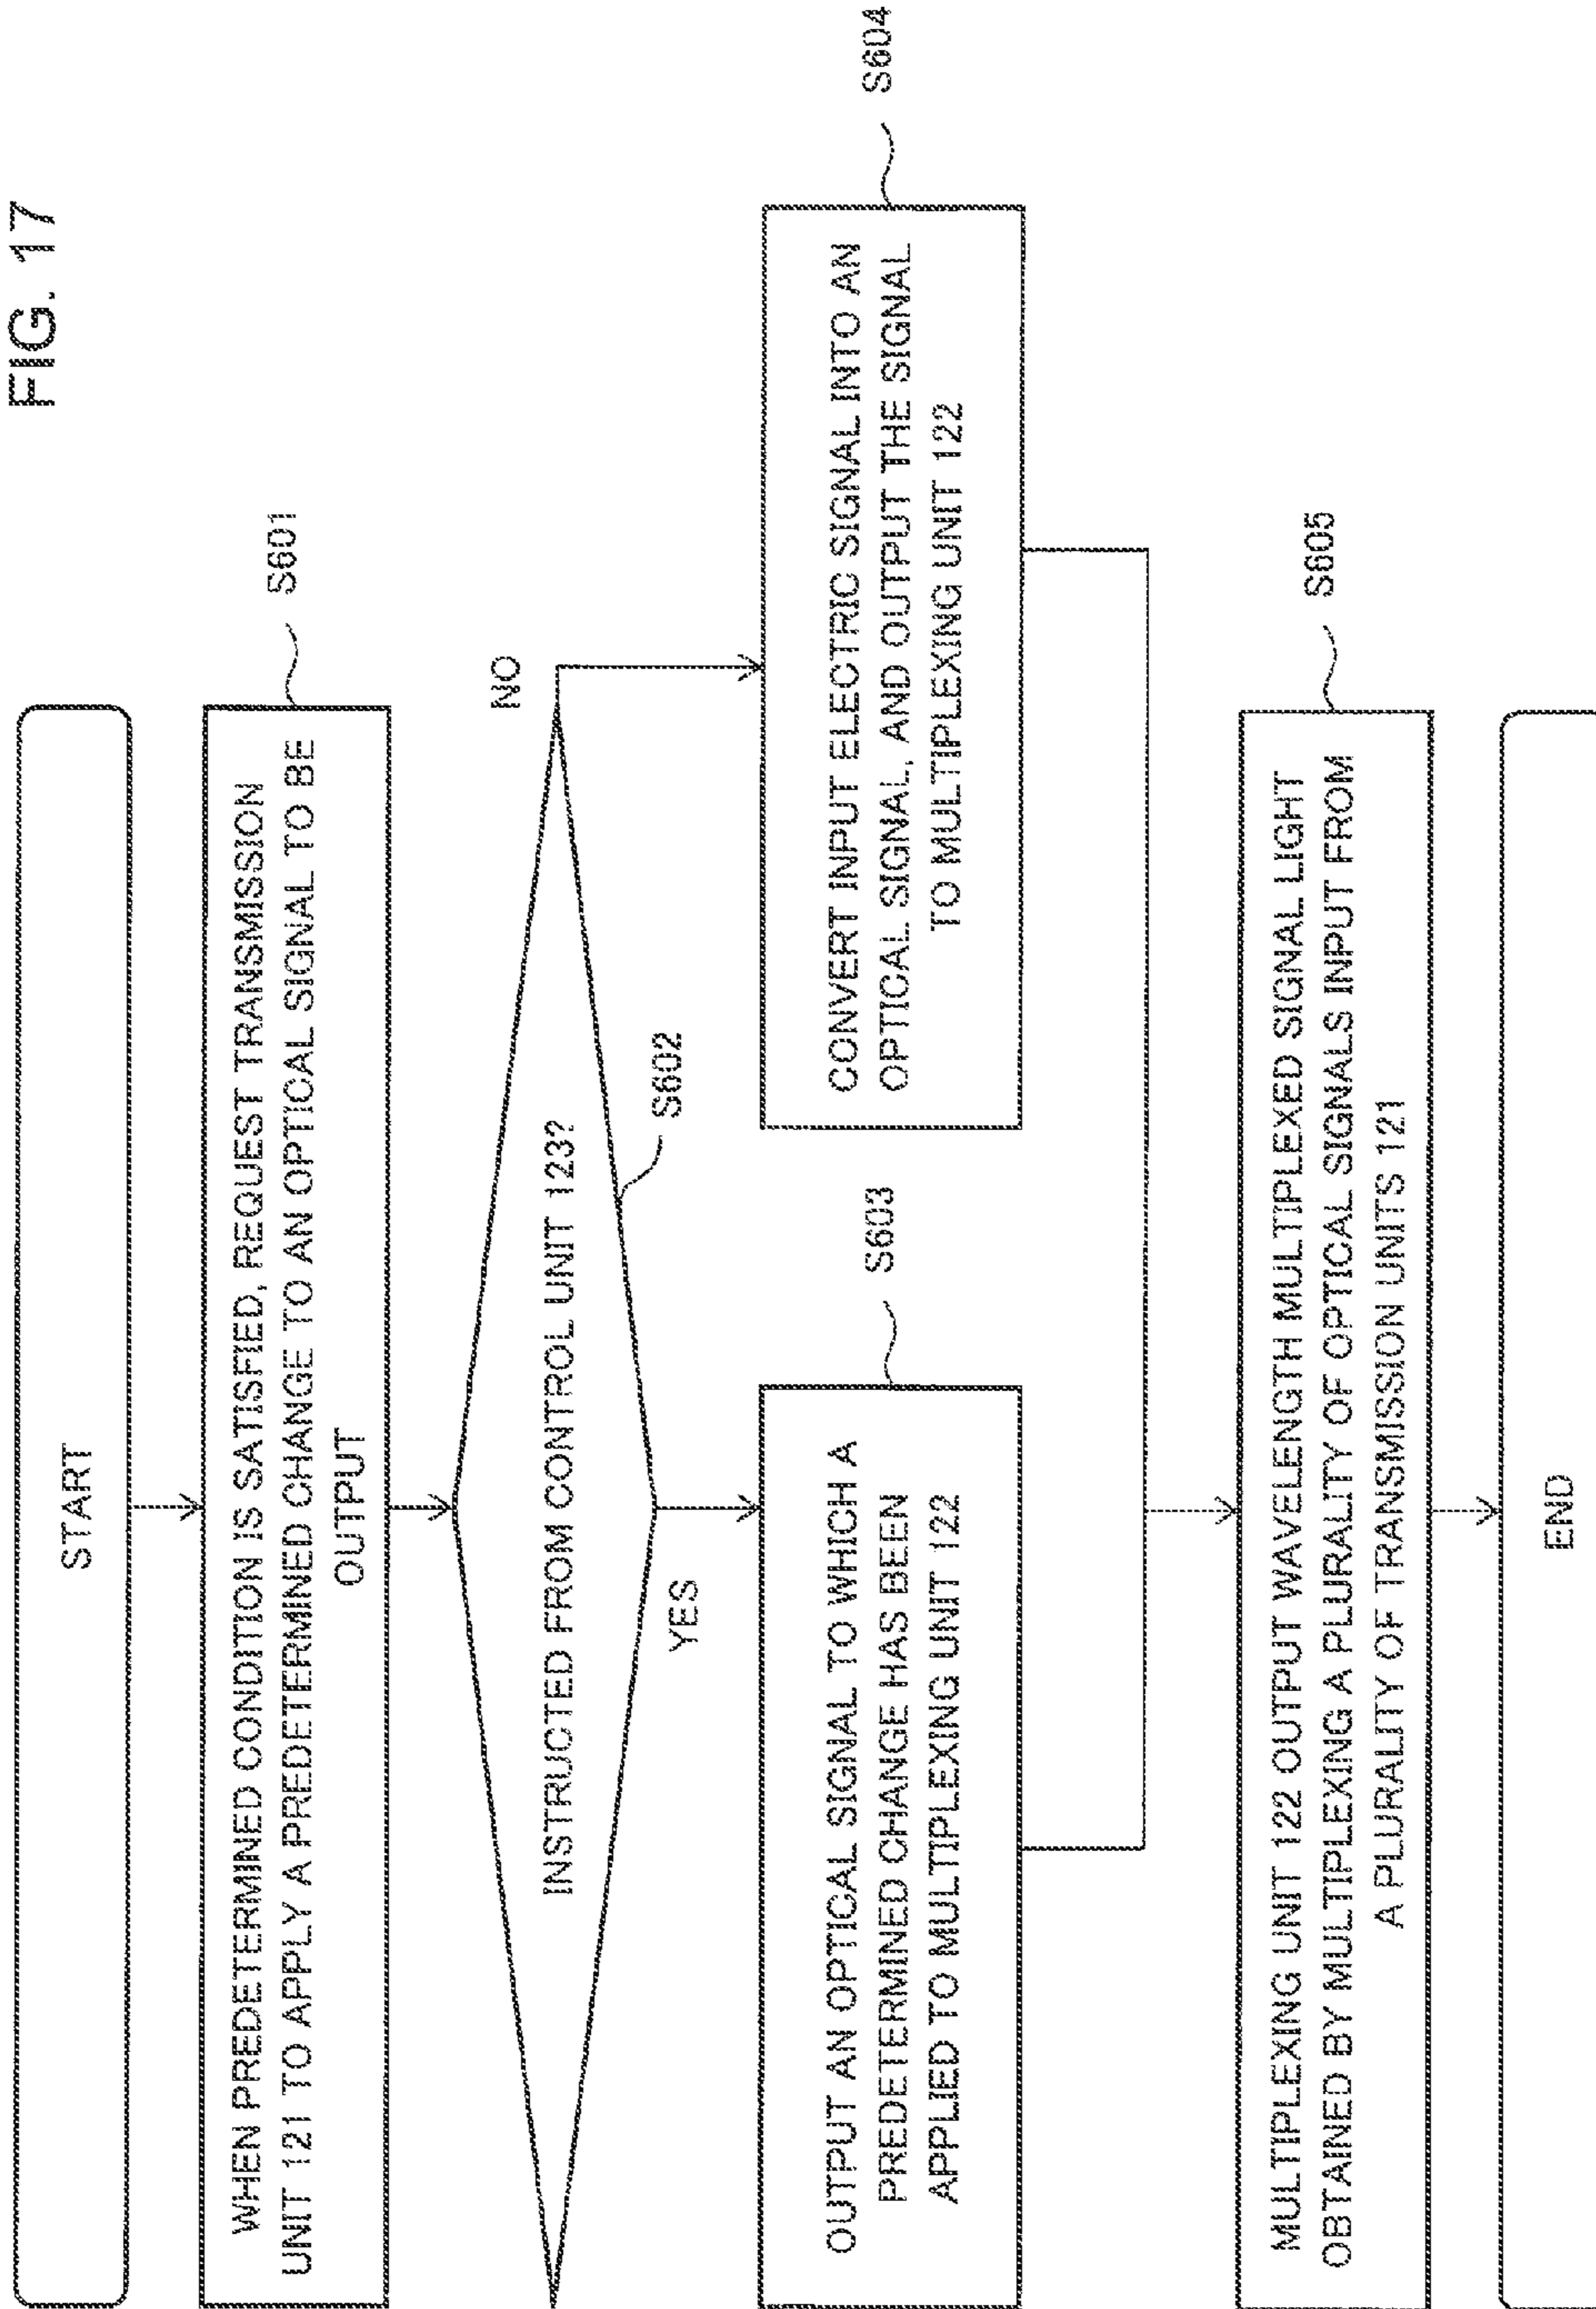 FIG. 17
START
WHEN PREDETERMINED CONDITION IS SATISFIED, REQUEST TRANSMISSION
UNIT 121 TO APPLY A PREDETERMINED CHANGE TO AN OPTICAL SIGNAL TO BE
OUTPUT
S601
INSTRUCTED FROM CONTROL UNIT 123?
S602
NO
YES
OUTPUT AN OPTICAL SIGNAL TO WHICH A
PREDETERMINED CHANGE HAS BEEN
APPLIED TO MULTIPLEXING UNIT 122
S603
CONVERT INPUT ELECTRIC SIGNAL INTO AN
OPTICAL SIGNAL, AND OUTPUT THE SIGNAL
TO MULTIPLEXING UNIT 122
S604
MULTIPLEXING UNIT 122 OUTPUT WAVELENGTH MULTIPLEXED SIGNAL LIGHT
OBTAINED BY MULTIPLEXING A PLURALITY OF OPTICAL SIGNALS INPUT FROM
A PLURALITY OF TRANSMISSION UNITS 121
S605
END